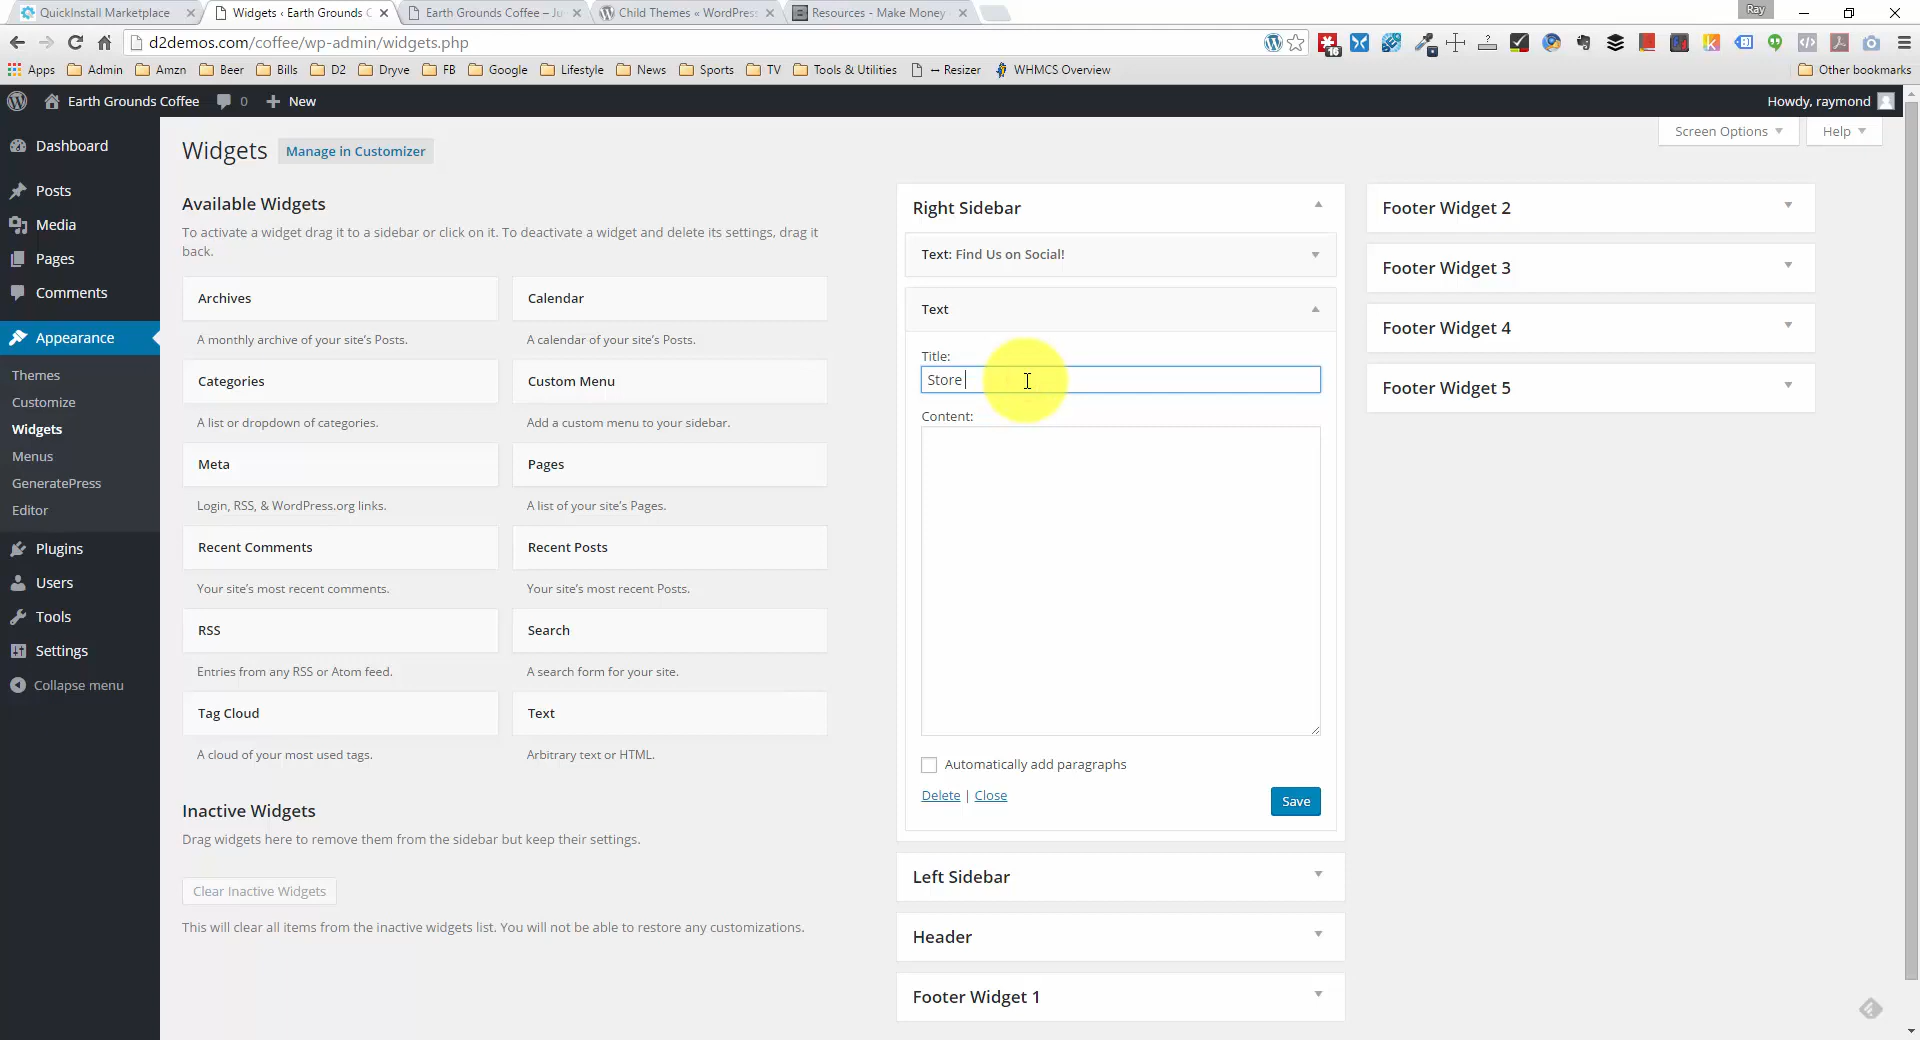 QuickInstall Marketplace
Widgets ‹ Earth Grounds C
Earth Grounds Coffee – Ju
Child Themes « WordPress
Resources - Make Money
Ray
d2demos.com/coffee/wp-admin/widgets.php
16
Apps
Admin
Amzn
Beer
Bills
D2
Dryve
FB
Google
Lifestyle
News
Sports
TV
Tools & Utilities
↔ Resizer
WHMCS Overview
Other bookmarks
Earth Grounds Coffee
0
New
Howdy, raymond
Dashboard
Posts
Media
Pages
Comments
Appearance
Themes
Customize
Widgets
Menus
GeneratePress
Editor
Plugins
Users
Tools
Settings
Collapse menu
Widgets
Manage in Customizer
Screen Options
Help
Available Widgets
To activate a widget drag it to a sidebar or click on it. To deactivate a widget and delete its settings, drag it
back.
Archives
A monthly archive of your site's Posts.
Calendar
A calendar of your site's Posts.
Categories
A list or dropdown of categories.
Custom Menu
Add a custom menu to your sidebar.
Meta
Login, RSS, & WordPress.org links.
Pages
A list of your site's Pages.
Recent Comments
Your site's most recent comments.
Recent Posts
Your site's most recent Posts.
RSS
Entries from any RSS or Atom feed.
Search
A search form for your site.
Tag Cloud
A cloud of your most used tags.
Text
Arbitrary text or HTML.
Inactive Widgets
Drag widgets here to remove them from the sidebar but keep their settings.
Clear Inactive Widgets
This will clear all items from the inactive widgets list. You will not be able to restore any customizations.
Right Sidebar
Text: Find Us on Social!
Text
Title:
Store
Content:
Automatically add paragraphs
Delete | Close
Save
Left Sidebar
Header
Footer Widget 1
Footer Widget 2
Footer Widget 3
Footer Widget 4
Footer Widget 5